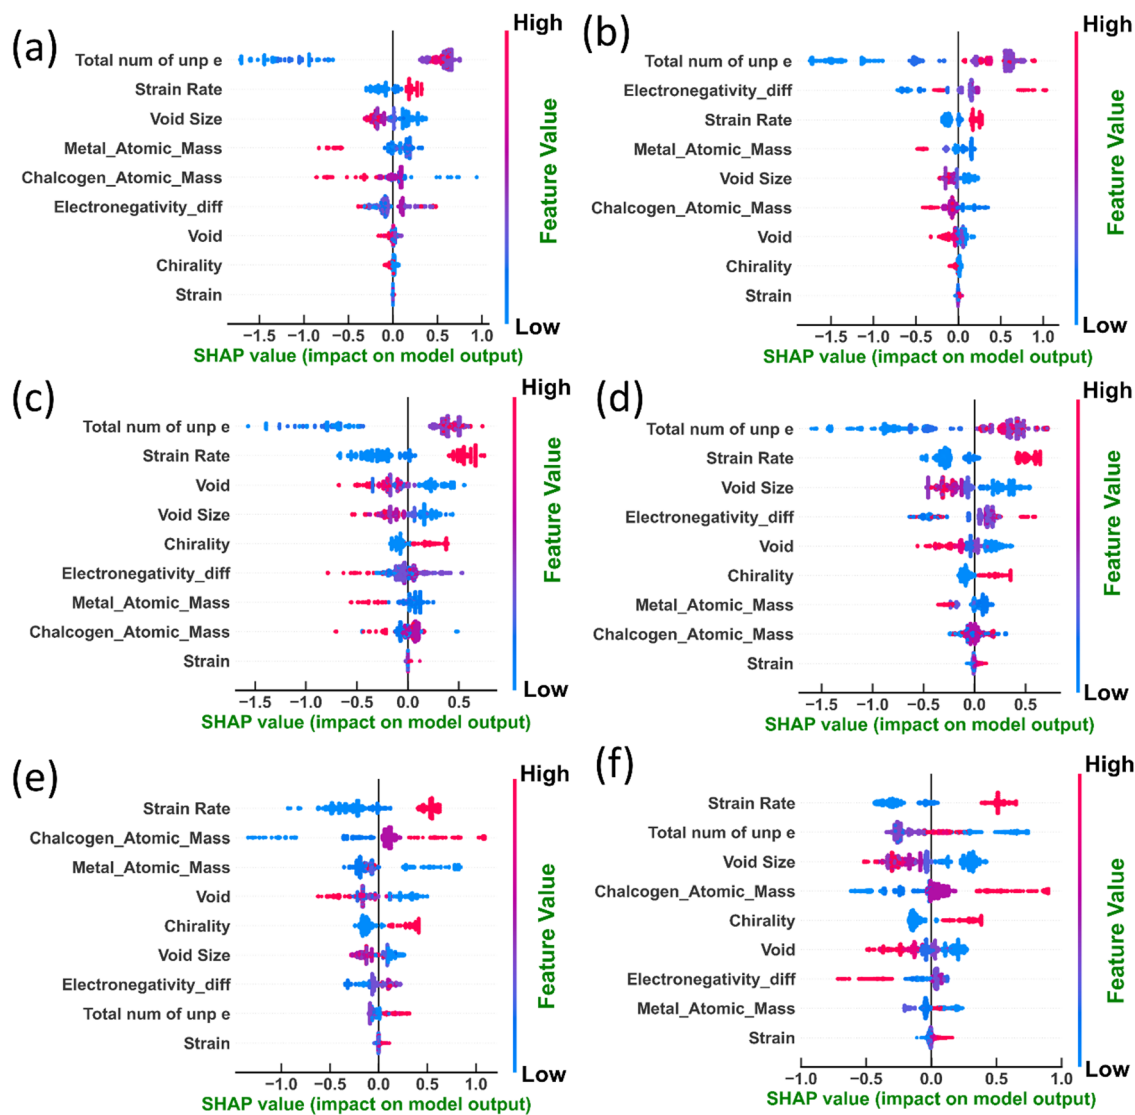 (a)
High
Total num of unp e
Strain Rate
Void Size
Metal_Atomic_Mass
Chalcogen_Atomic_Mass
Electronegativity_diff
Void
Chirality
Strain
Feature Value
Low
−1.5 −1.0 −0.5 0.0 0.5 1.0
SHAP value (impact on model output)
(b)
High
Total num of unp e
Electronegativity_diff
Strain Rate
Metal_Atomic_Mass
Void Size
Chalcogen_Atomic_Mass
Void
Chirality
Strain
Feature Value
Low
−1.5 −1.0 −0.5 0.0 0.5 1.0
SHAP value (impact on model output)
(c)
High
Total num of unp e
Strain Rate
Void
Void Size
Chirality
Electronegativity_diff
Metal_Atomic_Mass
Chalcogen_Atomic_Mass
Strain
Feature Value
Low
−1.5 −1.0 −0.5 0.0 0.5
SHAP value (impact on model output)
(d)
High
Total num of unp e
Strain Rate
Void Size
Electronegativity_diff
Void
Chirality
Metal_Atomic_Mass
Chalcogen_Atomic_Mass
Strain
Feature Value
Low
−1.5 −1.0 −0.5 0.0 0.5
SHAP value (impact on model output)
(e)
High
Strain Rate
Chalcogen_Atomic_Mass
Metal_Atomic_Mass
Void
Chirality
Void Size
Electronegativity_diff
Total num of unp e
Strain
Feature Value
Low
−1.0 −0.5 0.0 0.5 1.0
SHAP value (impact on model output)
(f)
High
Strain Rate
Total num of unp e
Void Size
Chalcogen_Atomic_Mass
Chirality
Void
Electronegativity_diff
Metal_Atomic_Mass
Strain
Feature Value
Low
−1.0 −0.5 0.0 0.5 1.0
SHAP value (impact on model output)